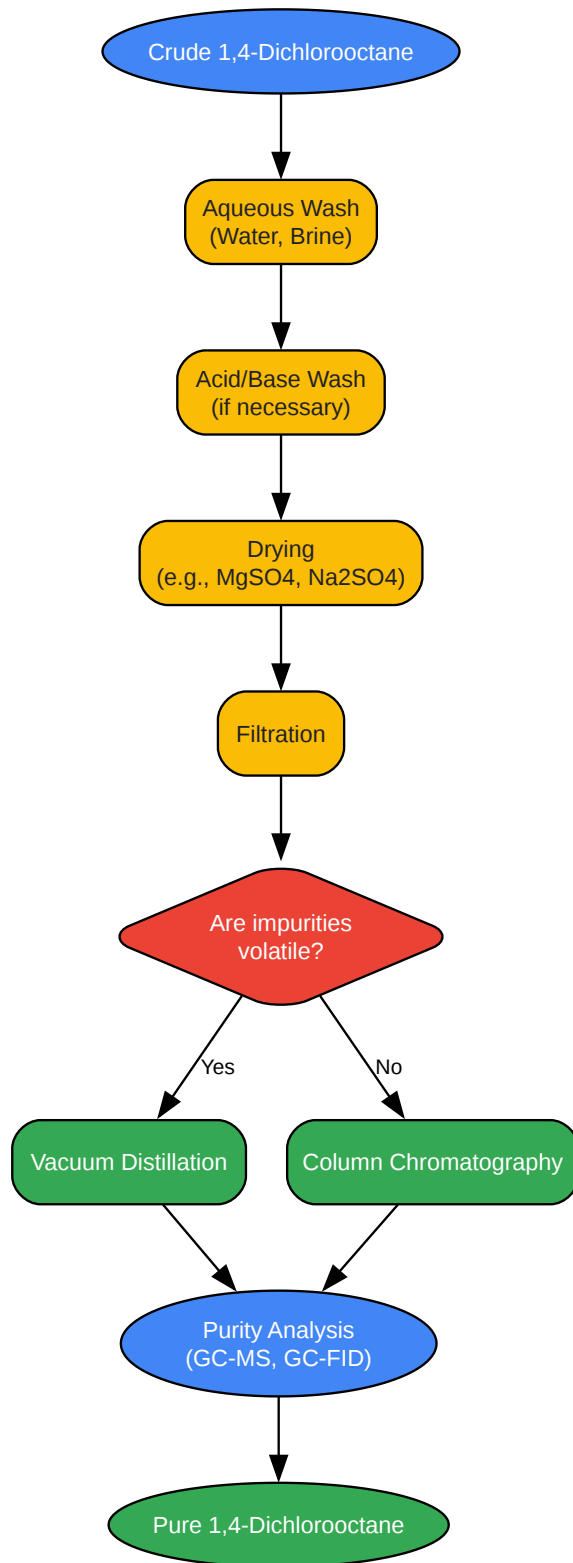 Crude 1,4-Dichlorooctane
Aqueous Wash
(Water, Brine)
Acid/Base Wash
(if necessary)
Drying
(e.g., MgSO4, Na2SO4)
Filtration
Are impurities
volatile?
Yes
No
Vacuum Distillation
Column Chromatography
Purity Analysis
(GC-MS, GC-FID)
Pure 1,4-Dichlorooctane